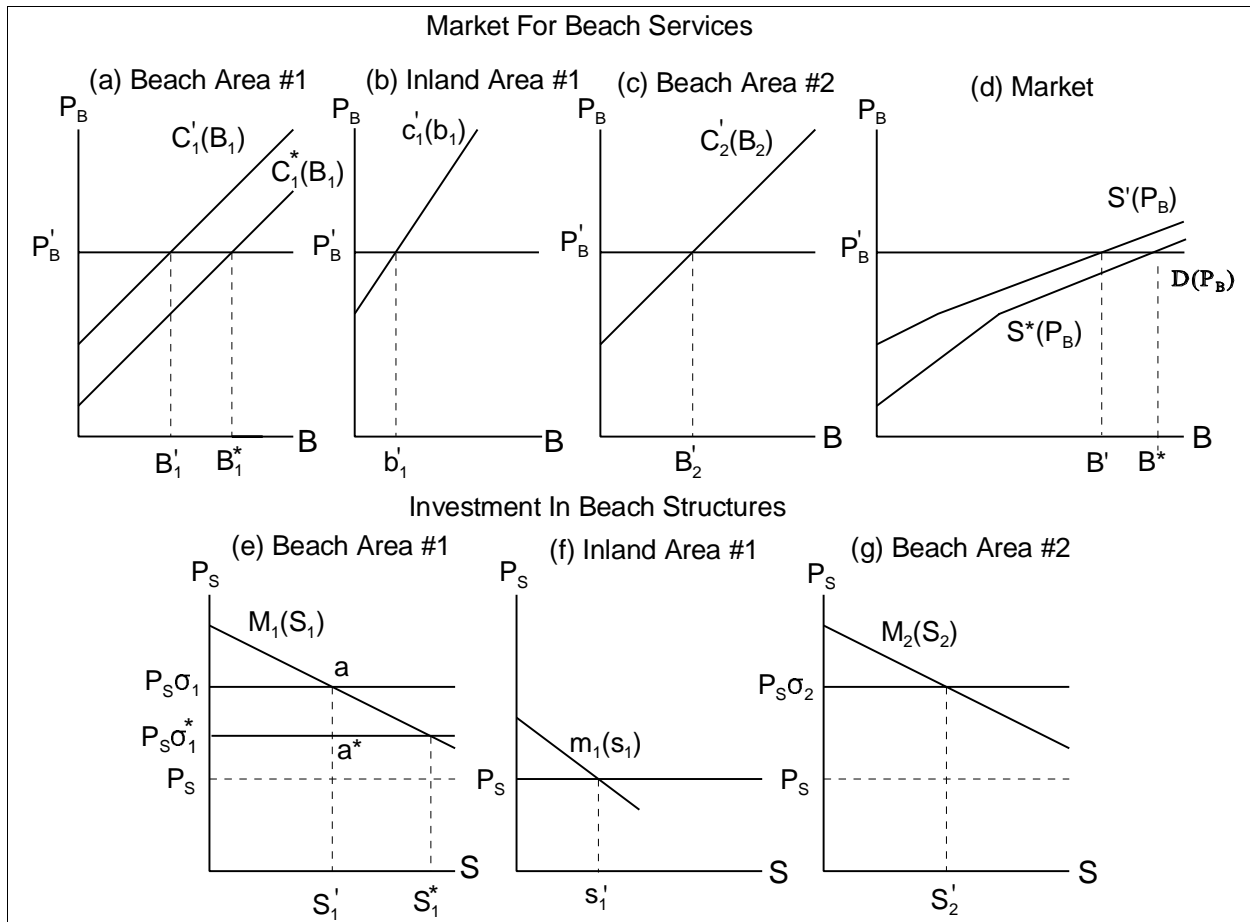 Market For Beach Services
(a) Beach Area #1
(b) Inland Area #1
(c) Beach Area #2
(d) Market
P_B
C'_1(B_1)
C*_1(B_1)
P'_B
B'_1
B*_1
B
P_B
c'_1(b_1)
P'_B
b'_1
B
P_B
C'_2(B_2)
P'_B
B'_2
B
P_B
S'(P_B)
P'_B
D(P_B)
S*(P_B)
B'
B*
B
Investment In Beach Structures
(e) Beach Area #1
(f) Inland Area #1
(g) Beach Area #2
P_S
M_1(S_1)
a
P_Sσ_1
P_Sσ*_1
a*
P_S
S'_1
S*_1
S
P_S
m_1(s_1)
P_S
s_1'
S
P_S
M_2(S_2)
P_Sσ_2
P_S
S'_2
S